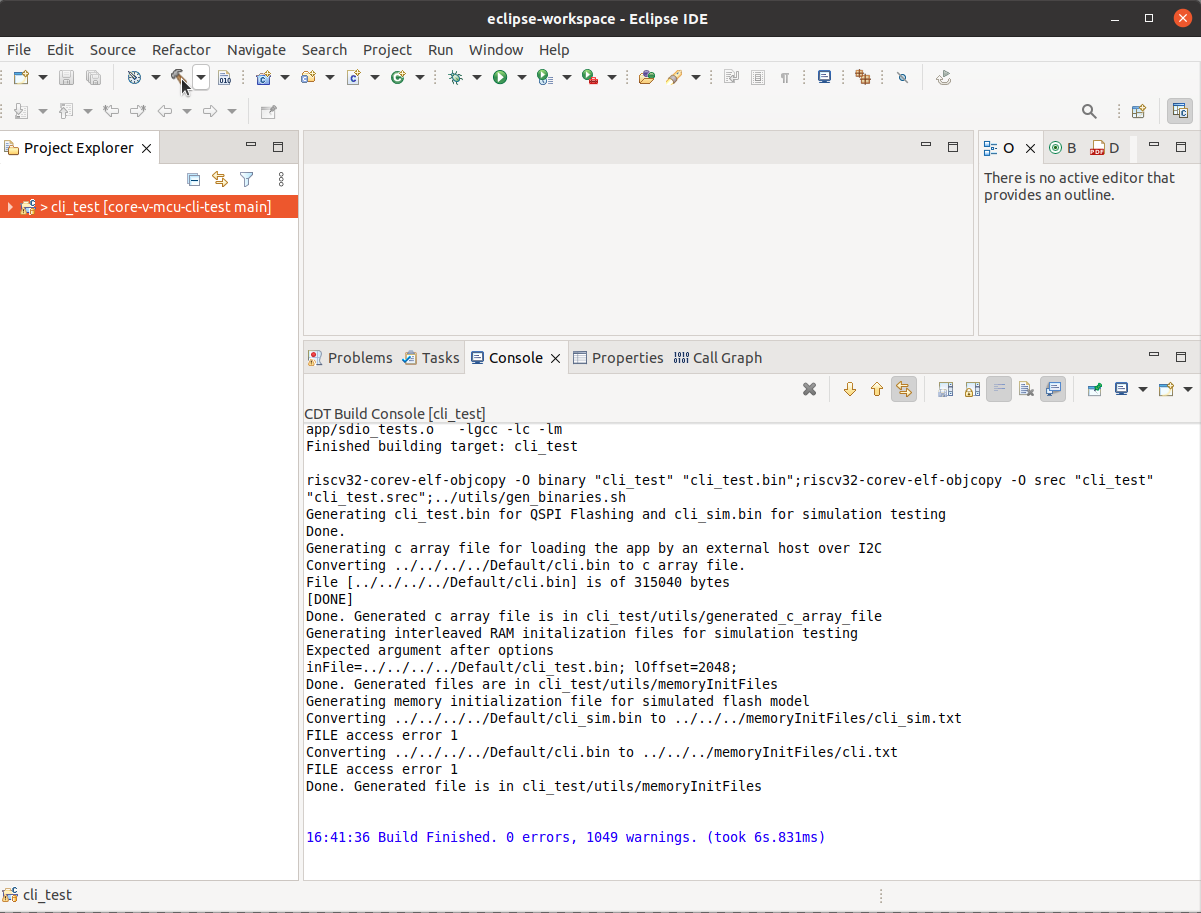 eclipse-workspace - Eclipse IDE
File Edit Source Refactor Navigate Search Project Run Window Help
Project Explorer
> cli_test [core-v-mcu-cli-test main]
O B D
There is no active editor that
provides an outline.
Problems Tasks Console Properties Call Graph
CDT Build Console [cli_test]
app/sdio_tests.o   -lgcc -lc -lm
Finished building target: cli_test
riscv32-corev-elf-objcopy -O binary "cli_test" "cli_test.bin";riscv32-corev-elf-objcopy -O srec "cli_test"
"cli_test.srec";../utils/gen_binaries.sh
Generating cli_test.bin for QSPI Flashing and cli_sim.bin for simulation testing
Done.
Generating c array file for loading the app by an external host over I2C
Converting ../../../../Default/cli.bin to c array file.
File [../../../../Default/cli.bin] is of 315040 bytes
[DONE]
Done. Generated c array file is in cli_test/utils/generated_c_array_file
Generating interleaved RAM initalization files for simulation testing
Expected argument after options
inFile=../../../../Default/cli_test.bin; lOffset=2048;
Done. Generated files are in cli_test/utils/memoryInitFiles
Generating memory initialization file for simulated flash model
Converting ../../../../Default/cli_sim.bin to ../../../memoryInitFiles/cli_sim.txt
FILE access error 1
Converting ../../../../Default/cli.bin to ../../../memoryInitFiles/cli.txt
FILE access error 1
Done. Generated file is in cli_test/utils/memoryInitFiles
16:41:36 Build Finished. 0 errors, 1049 warnings. (took 6s.831ms)
cli_test